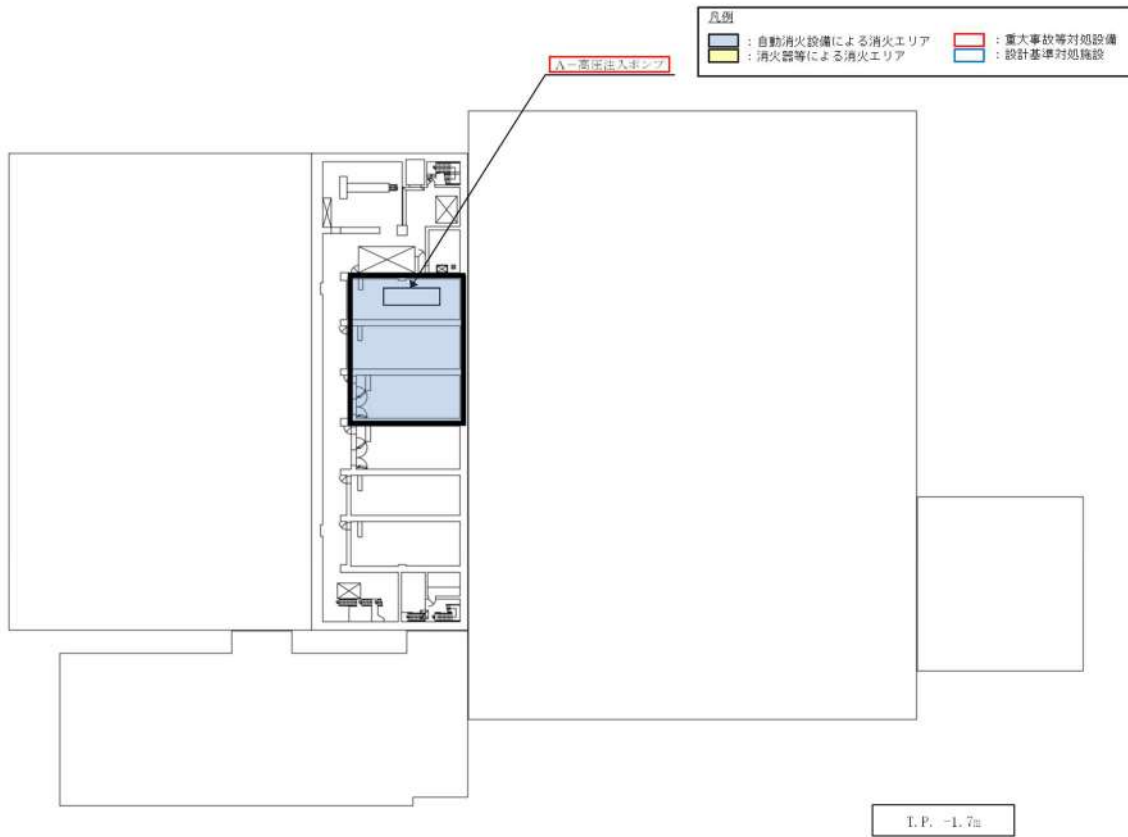 凡例
：自動消火設備による消火エリア
：重大事故等対処設備
：消火器等による消火エリア
：設計基準対処施設
A－高圧注入ポンプ
T.P. -1.7m